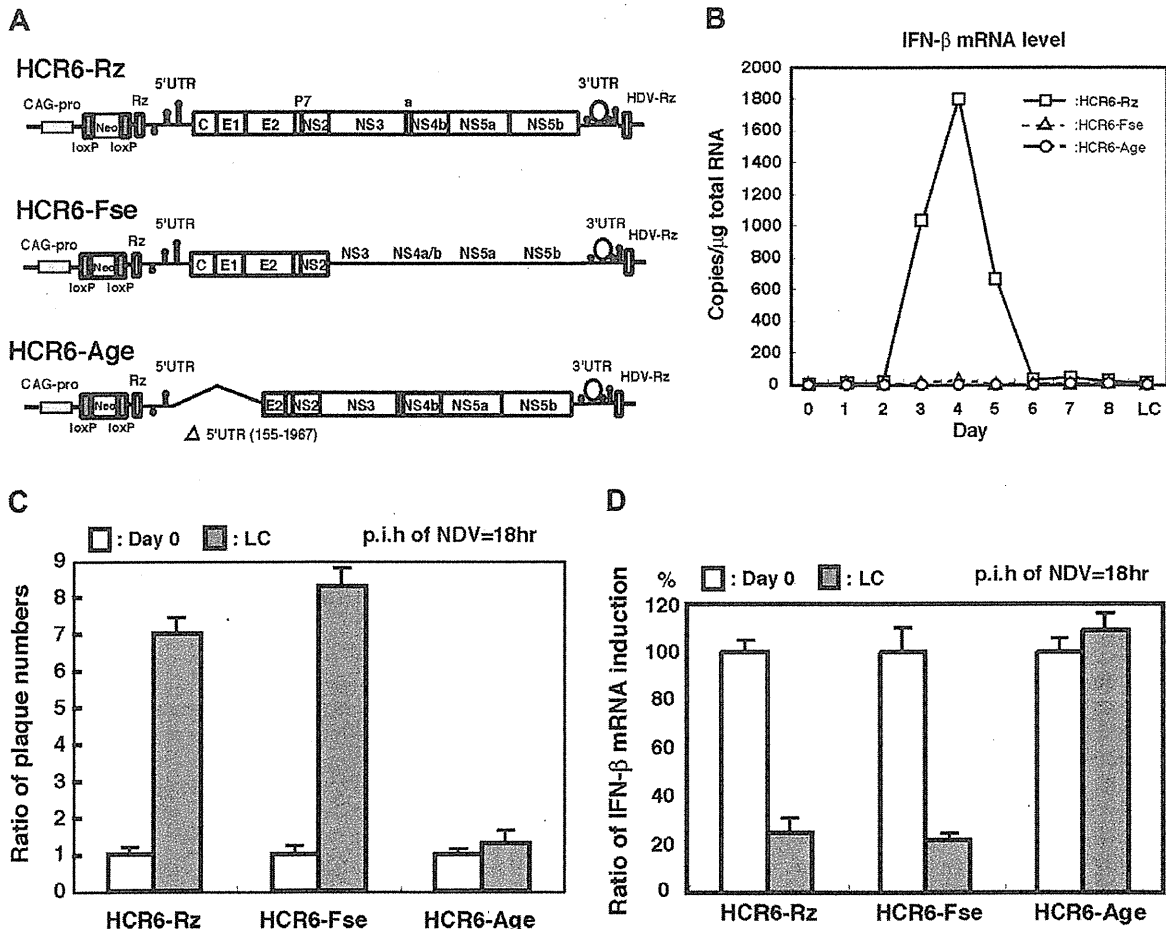 A
HCR6-Rz
CAG-pro
Neo
loxP loxP
Rz
5'UTR
C E1 E2 P7 NS2 NS3 a NS4b NS5a NS5b
3'UTR
HDV-Rz
HCR6-Fse
CAG-pro
Neo
loxP loxP
Rz
5'UTR
C E1 E2 NS2 NS3 NS4a/b NS5a NS5b
3'UTR
HDV-Rz
HCR6-Age
CAG-pro
Neo
loxP loxP
Rz
5'UTR
Δ 5'UTR (155-1967)
E2 NS2 NS3 NS4b NS5a NS5b
3'UTR
HDV-Rz
B
IFN-β mRNA level
Copies/μg total RNA
2000
1800
1600
1400
1200
1000
800
600
400
200
0
:HCR6-Rz
:HCR6-Fse
:HCR6-Age
0 1 2 3 4 5 6 7 8 LC
Day
C
: Day 0 : LC p.i.h of NDV=18hr
Ratio of plaque numbers
9
8
7
6
5
4
3
2
1
0
HCR6-Rz HCR6-Fse HCR6-Age
D
% : Day 0 : LC p.i.h of NDV=18hr
Ratio of IFN-β mRNA induction
120
100
80
60
40
20
0
HCR6-Rz HCR6-Fse HCR6-Age